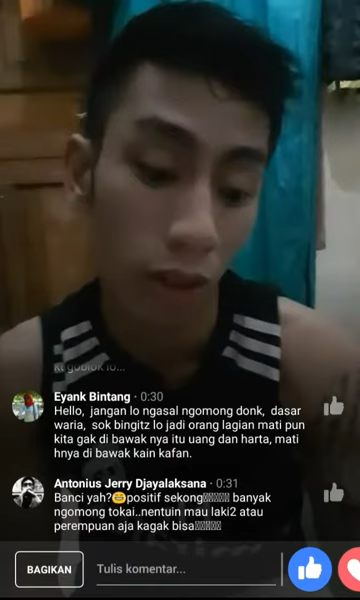 Eyank Bintang · 0:30
Hello, jangan lo ngasal ngomong donk, dasar
waria, sok bingitz lo jadi orang lagian mati pun
kita gak di bawak nya itu uang dan harta, mati
hnya di bawak kain kafan.
Antonius Jerry Djayalaksana · 0:31
Banci yah?😄positif sekong▯▯▯▯▯ banyak
ngomong tokai..nentuin mau laki2 atau
perempuan aja kagak bisa▯▯▯▯▯
BAGIKAN
Tulis komentar...